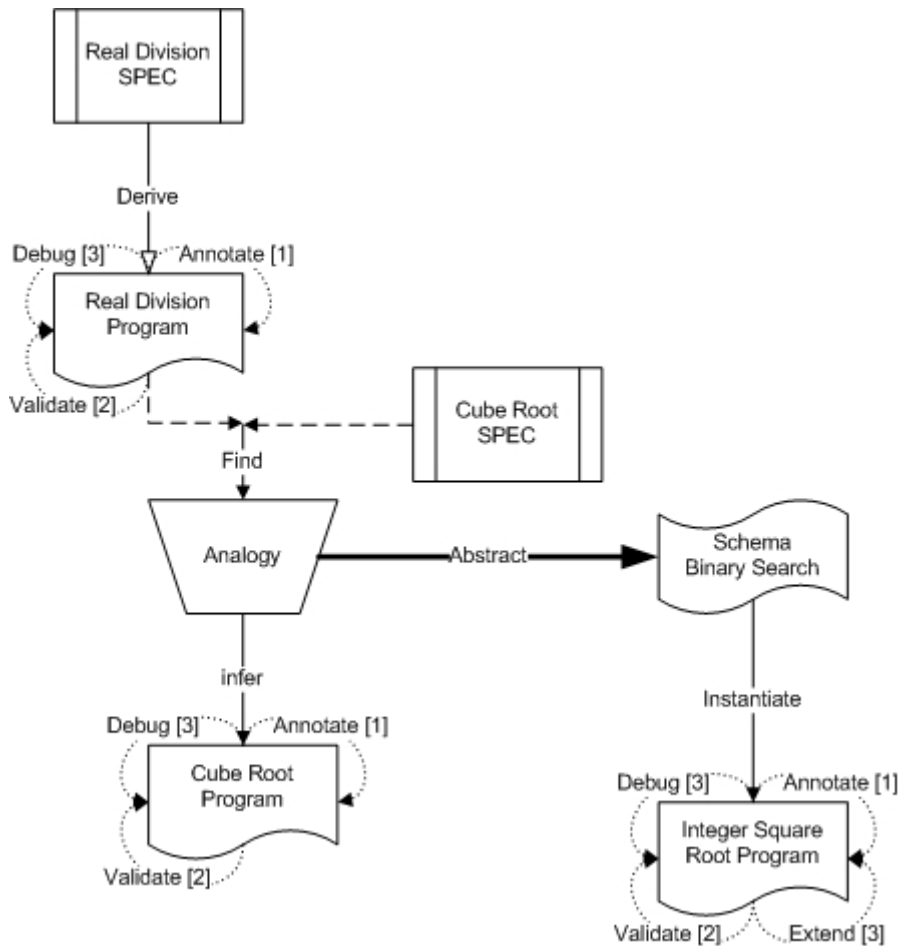 Real Division
SPEC
Derive
Debug [3]
Annotate [1]
Real Division
Program
Validate [2]
Cube Root
SPEC
Find
Analogy
Abstract
Schema
Binary Search
infer
Instantiate
Debug [3]
Annotate [1]
Cube Root
Program
Validate [2]
Debug [3]
Annotate [1]
Integer Square
Root Program
Validate [2]
Extend [3]